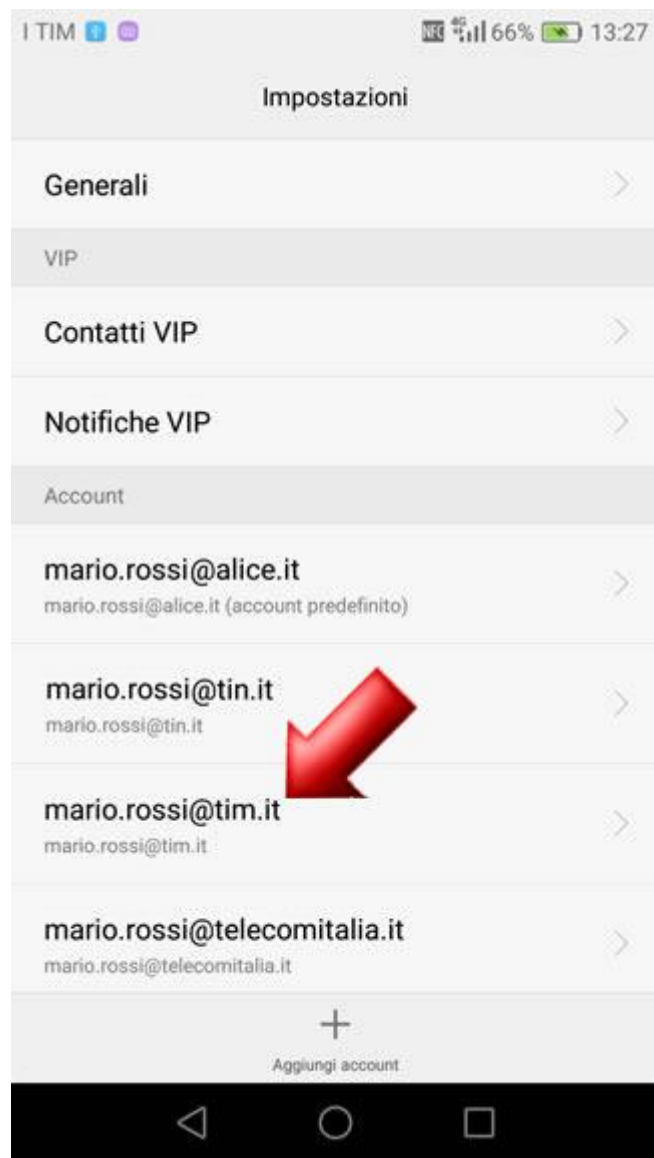 I TIM NFC 4G 66% 13:27
Impostazioni
Generali
VIP
Contatti VIP
Notifiche VIP
Account
mario.rossi@alice.it
mario.rossi@alice.it (account predefinito)
mario.rossi@tin.it
mario.rossi@tin.it
mario.rossi@tim.it
mario.rossi@tim.it
mario.rossi@telecomitalia.it
mario.rossi@telecomitalia.it
Aggiungi account